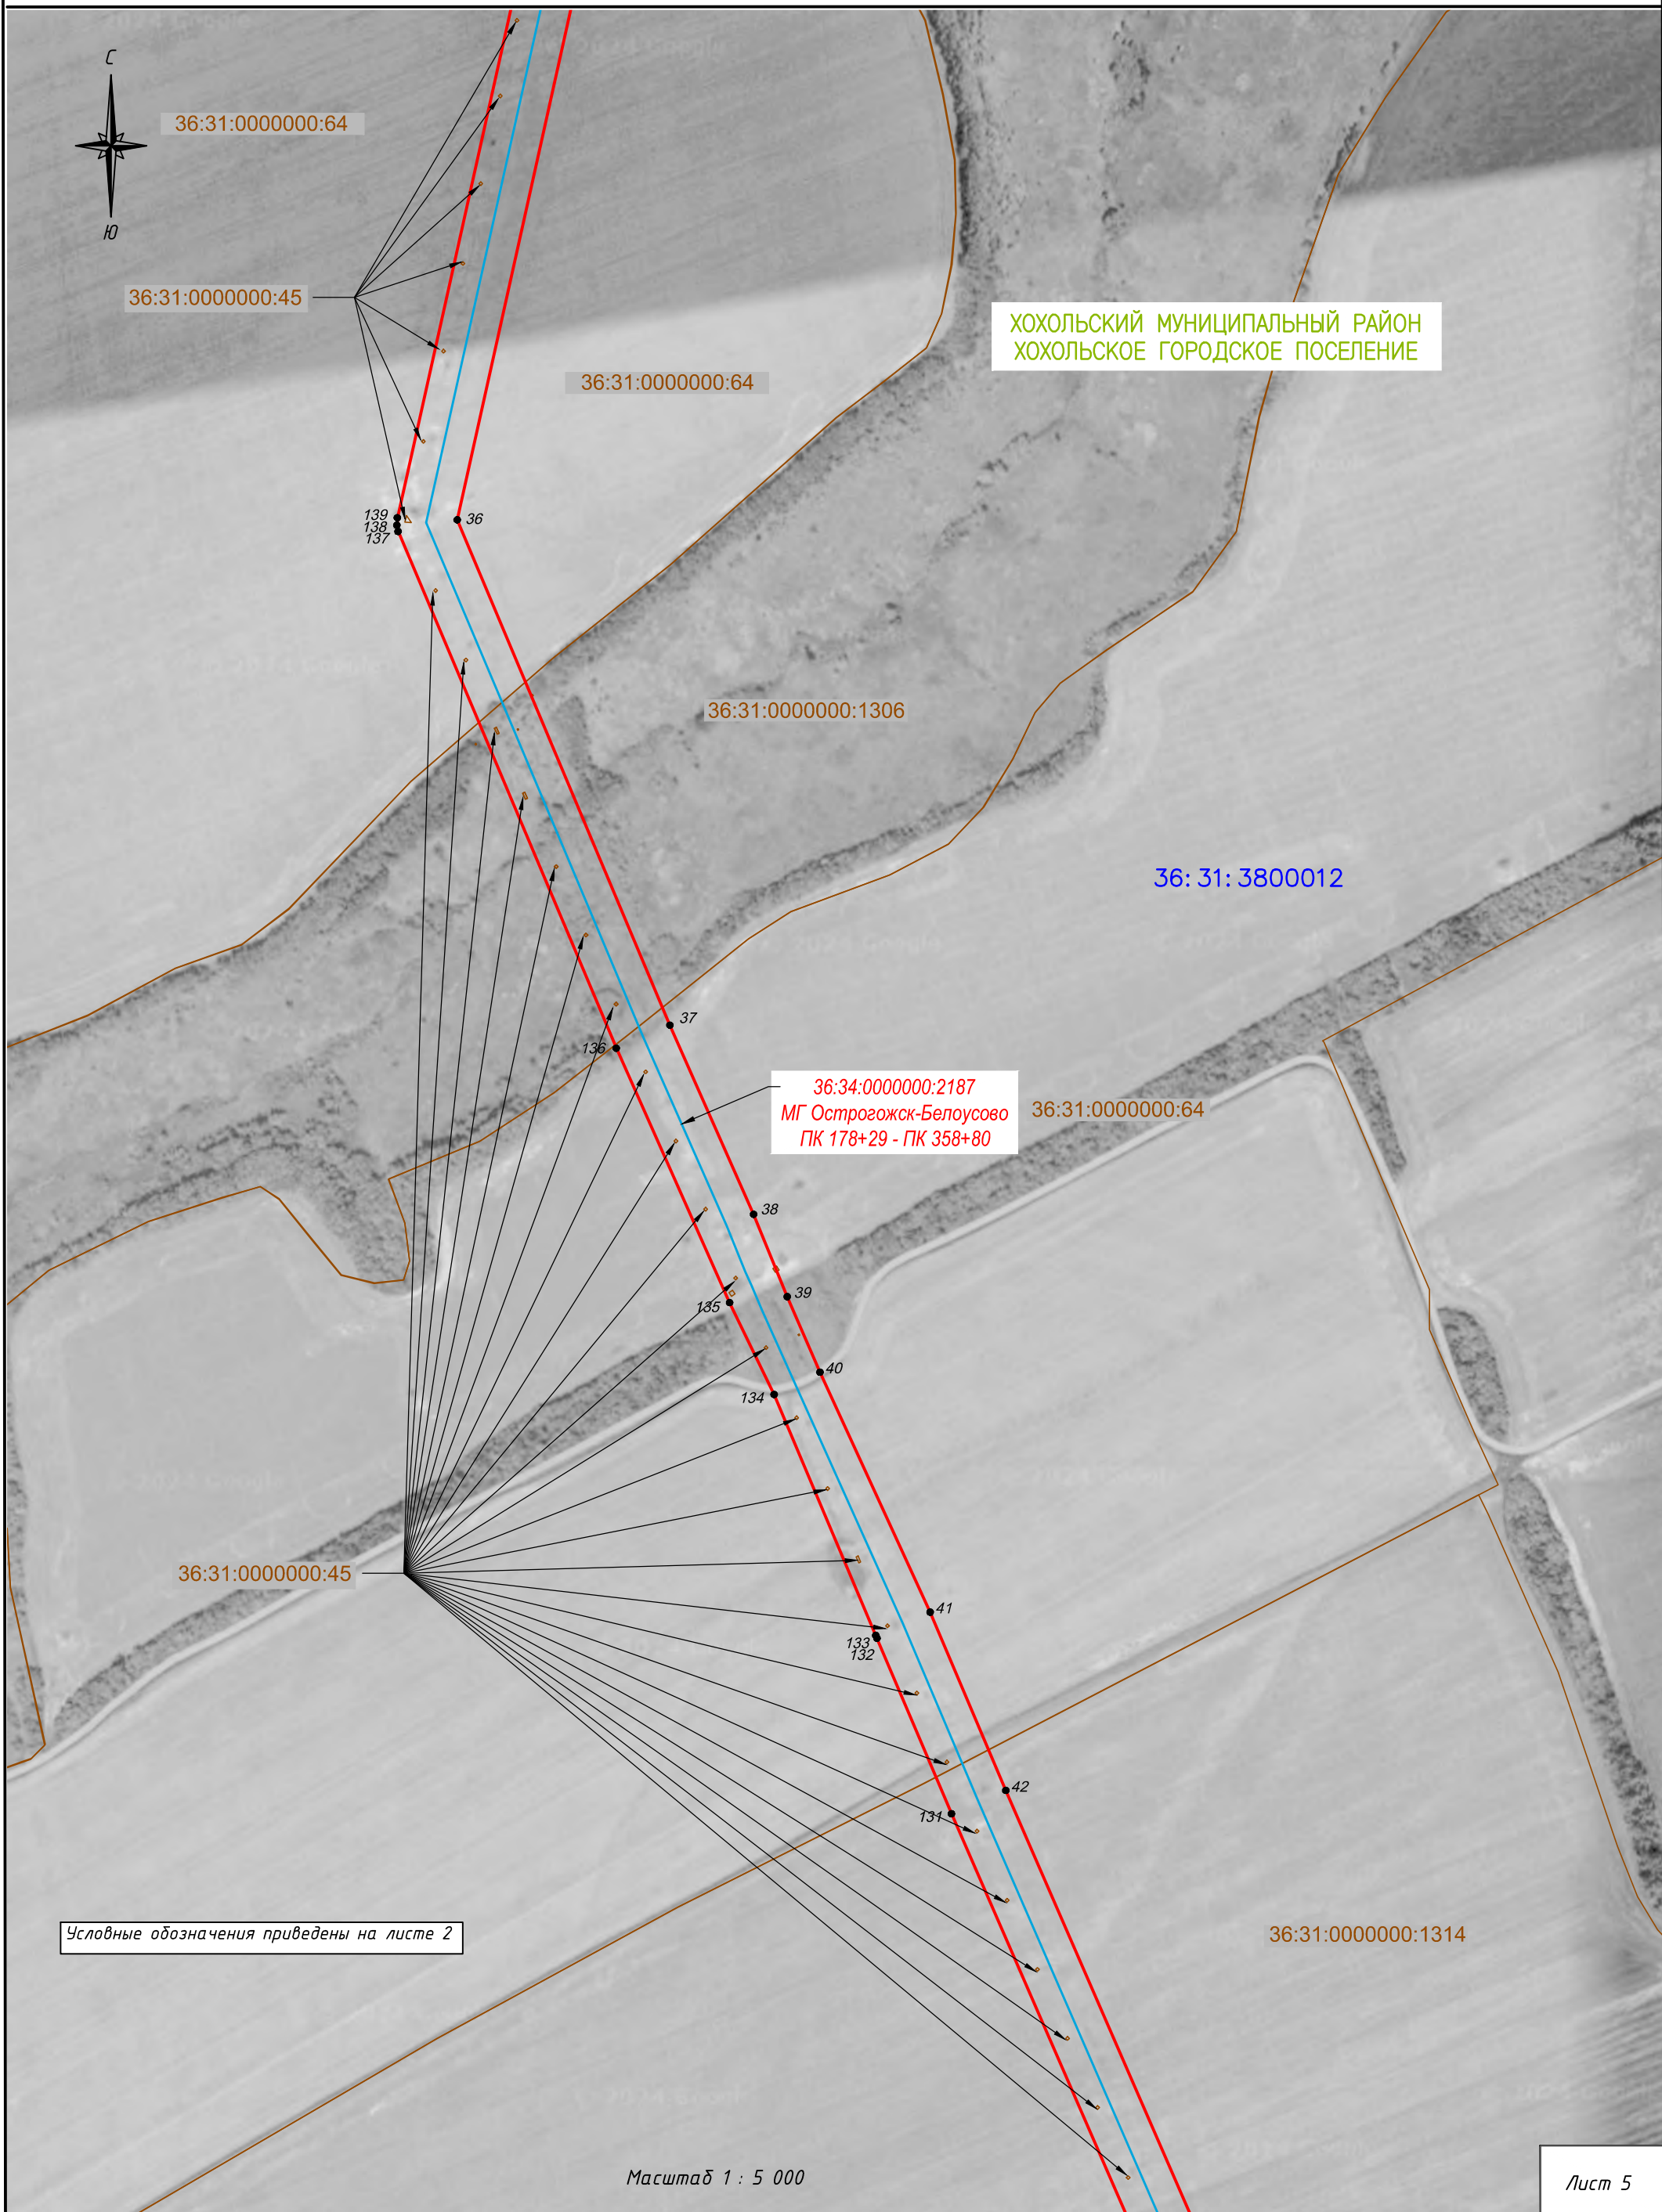 С
36:31:0000000:64
Ю
36:31:0000000:45
ХОХОЛЬСКИЙ МУНИЦИПАЛЬНЫЙ РАЙОН
ХОХОЛЬСКОЕ ГОРОДСКОЕ ПОСЕЛЕНИЕ
36:31:0000000:64
139
138
137
36
36:31:0000000:1306
36:31:3800012
37
136
36:34:0000000:2187
МГ Острогожск-Белоусово
ПК 178+29 - ПК 358+80
36:31:0000000:64
38
39
135
40
134
36:31:0000000:45
41
133
132
42
131
Условные обозначения приведены на листе 2
36:31:0000000:1314
Масштаб 1 : 5 000
Лист 5